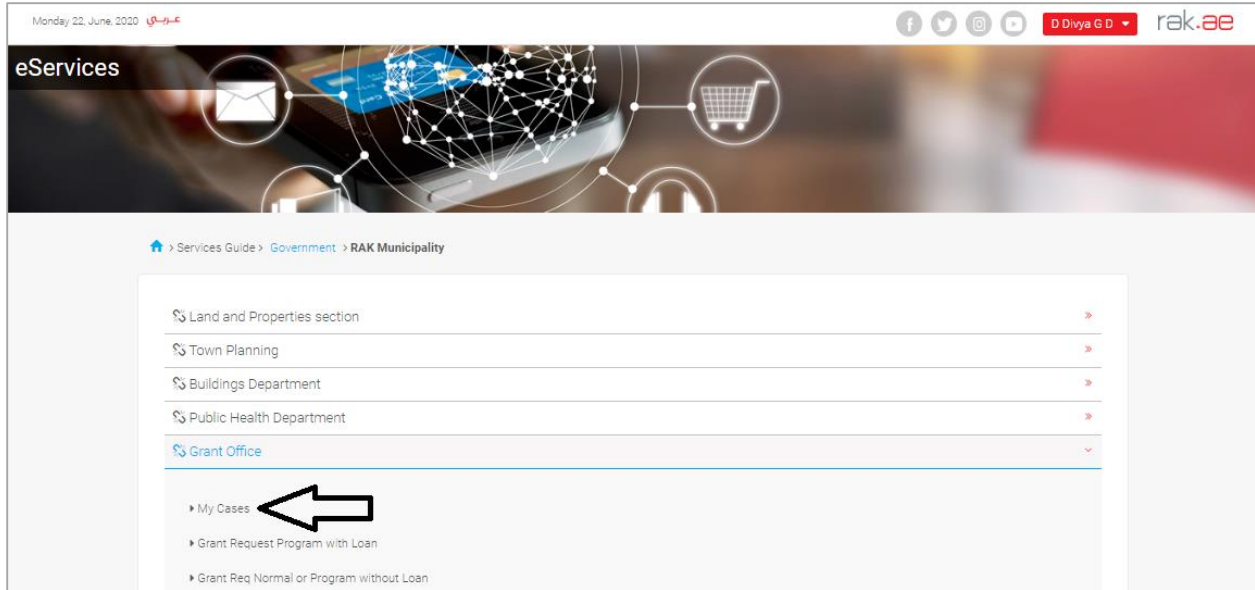 Monday 22, June, 2020 عـربـي
D Divya G D
rak.ae
eServices
> Services Guide > Government > RAK Municipality
Land and Properties section
Town Planning
Buildings Department
Public Health Department
Grant Office
My Cases
Grant Request Program with Loan
Grant Req Normal or Program without Loan